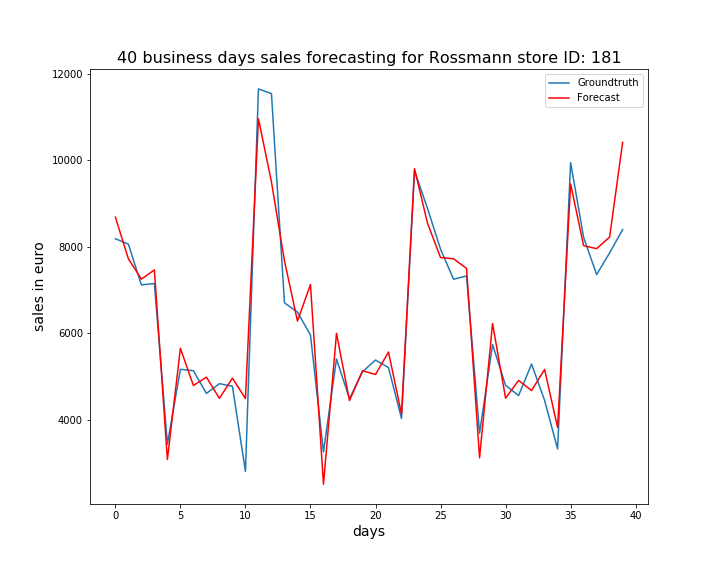 40 business days sales forecasting for Rossmann store ID: 181
Groundtruth
Forecast
12000
10000
8000
6000
4000
sales in euro
0 5 10 15 20 25 30 35 40
days